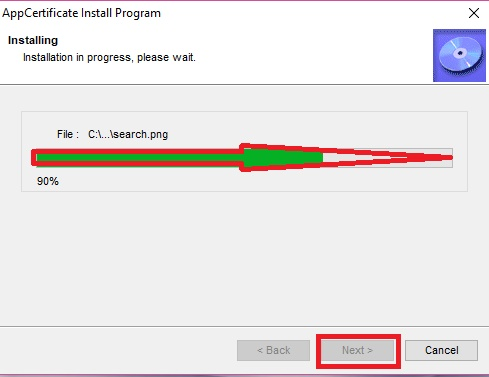 AppCertificate Install Program
Installing
Installation in progress, please wait.
File : C:\...\search.png
90%
< Back Next > Cancel